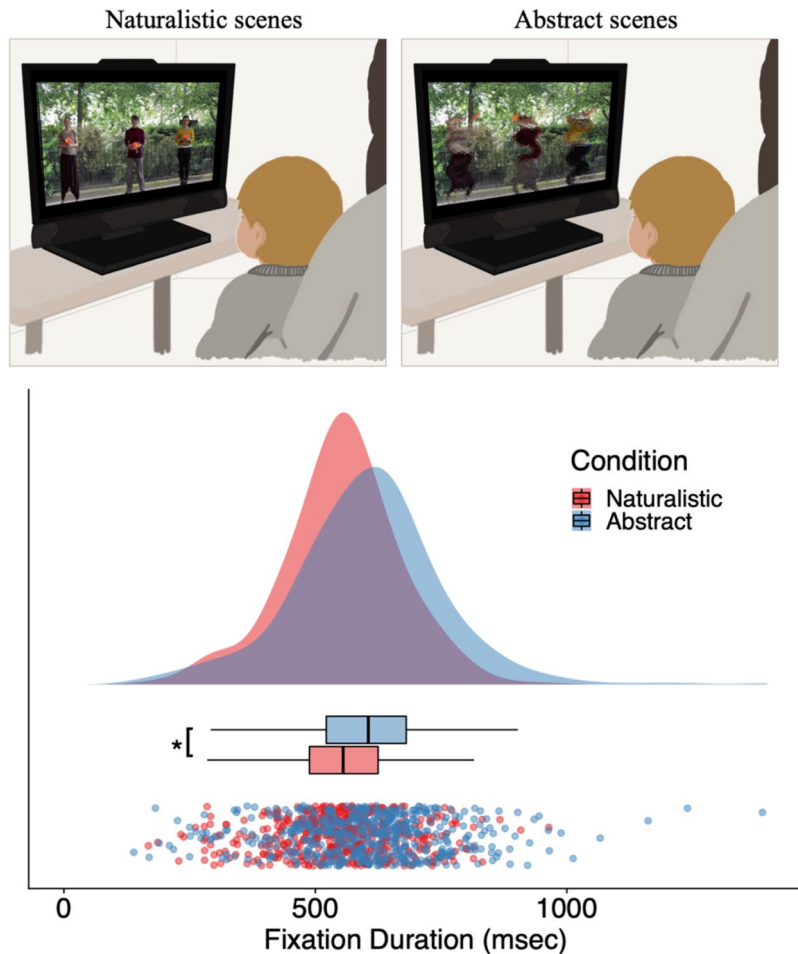 Naturalistic scenes
Abstract scenes
Condition
Naturalistic
Abstract
*
0 500 1000
Fixation Duration (msec)